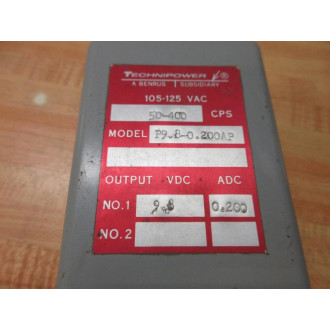 TECHNIPOWER
A BENRUS SUBSIDIARY
105-125 VAC
50-400 CPS
MODEL P9.8-0.200AP
OUTPUT VDC ADC
NO.1 9.8 0.200
NO.2